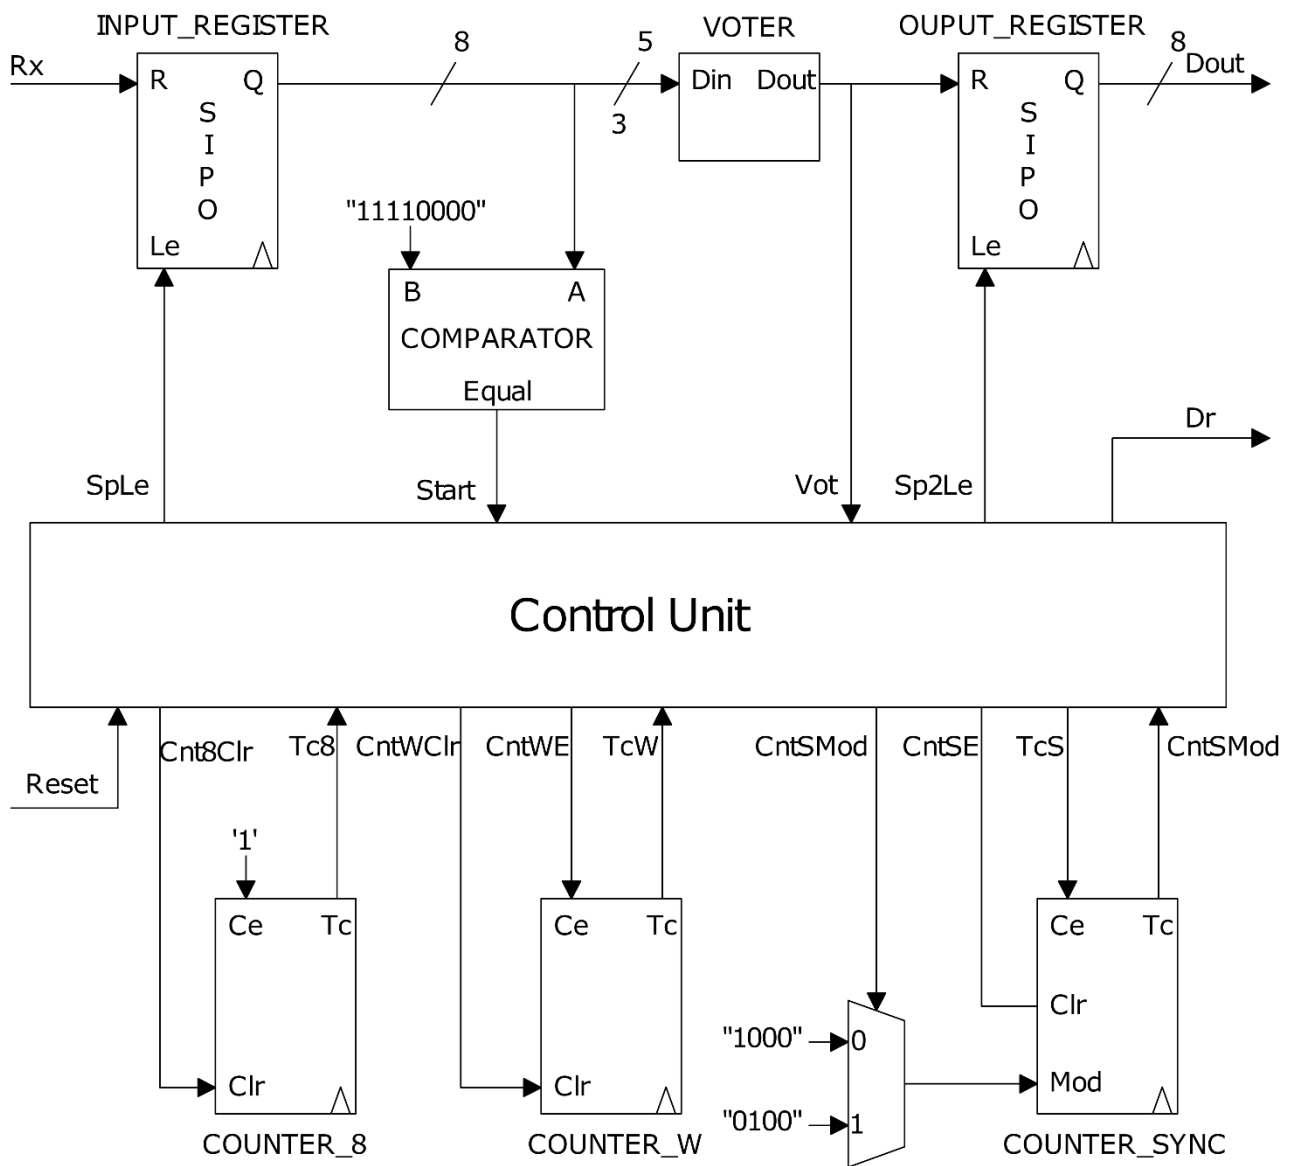 INPUT_REGISTER
VOTER
OUPUT_REGISTER
8
5
8
Rx
Dout
R Q
Din Dout
R Q
S
I
P
O
3
S
I
P
O
"11110000"
Le
Le
B A
COMPARATOR
Equal
Dr
SpLe
Start
Vot
Sp2Le
Control Unit
Cnt8Clr
Tc8
CntWClr
CntWE
TcW
CntSMod
CntSE
TcS
CntSMod
Reset
'1'
Ce Tc
Ce Tc
Ce Tc
Clr
"1000"
0
Clr
Clr
Mod
"0100"
1
COUNTER_8
COUNTER_W
COUNTER_SYNC